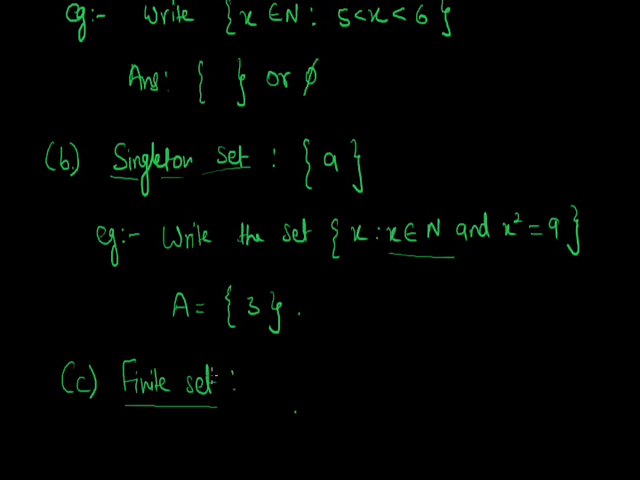 eg:- Write {x ∈ N : 5 < x < 6}
Ans: { } or ϕ
(b.) Singleton set : {a}
eg:- Write the set {x : x ∈ N and x² = 9}
A = {3}.
(c) Finite set :